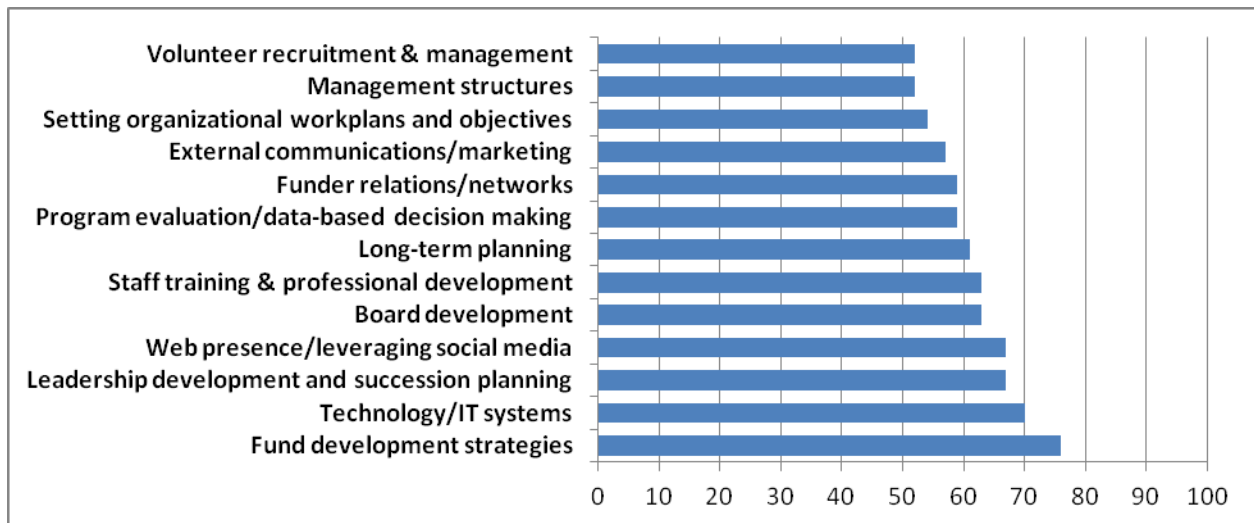 Volunteer recruitment & management
Management structures
Setting organizational workplans and objectives
External communications/marketing
Funder relations/networks
Program evaluation/data-based decision making
Long-term planning
Staff training & professional development
Board development
Web presence/leveraging social media
Leadership development and succession planning
Technology/IT systems
Fund development strategies
0 10 20 30 40 50 60 70 80 90 100